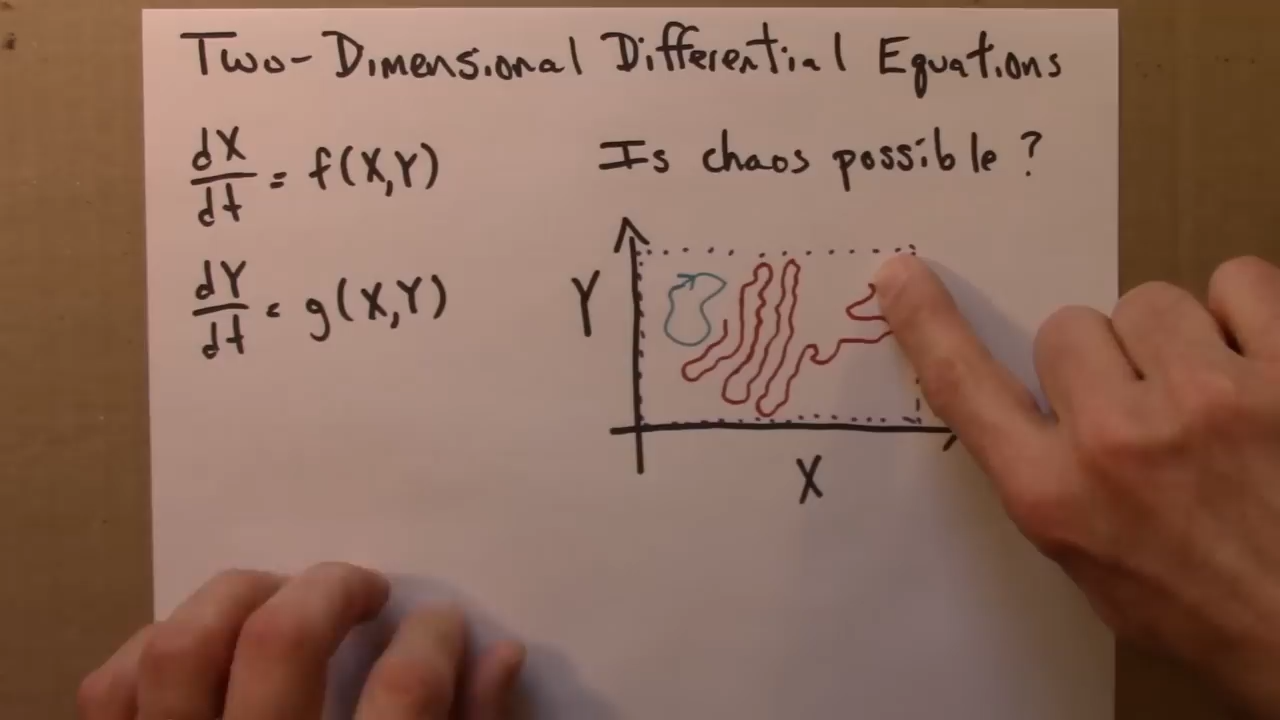 Two-Dimensional Differential Equations
dX/dt = f(X,Y)
Is chaos possible?
dY/dt = g(X,Y)
Y
X